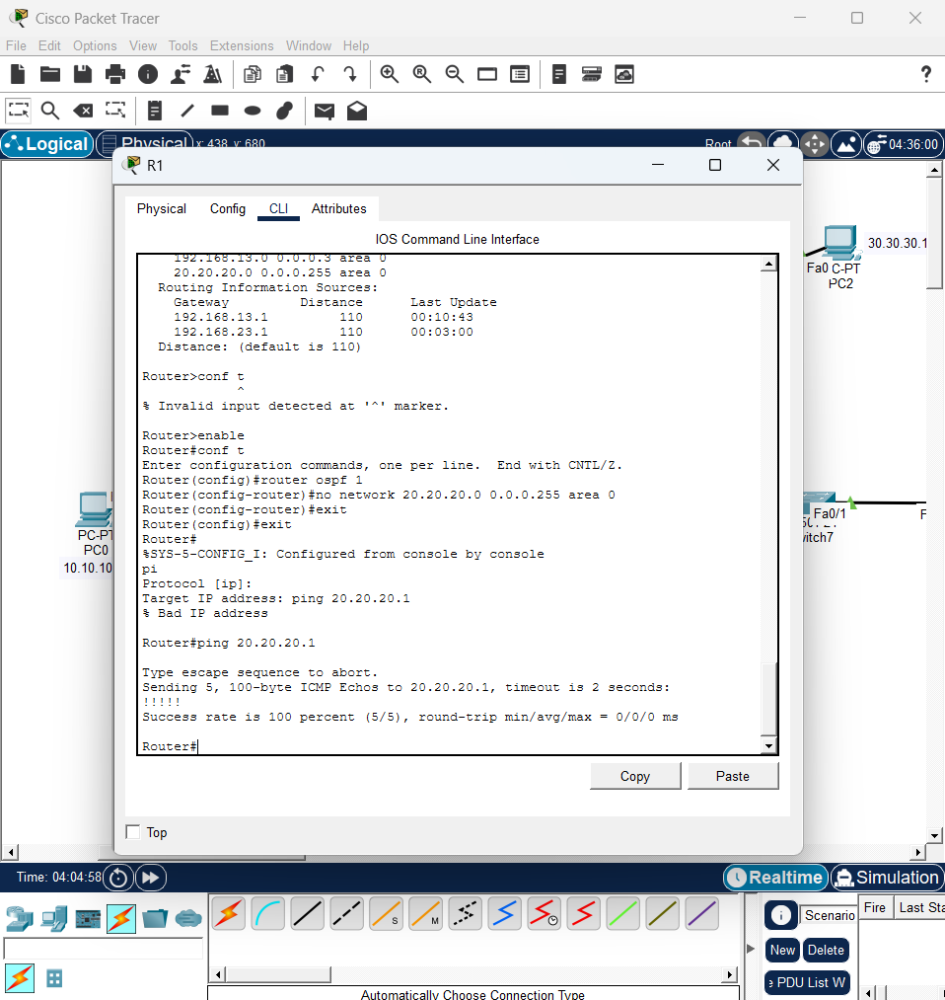 Cisco Packet Tracer
File Edit Options View Tools Extensions Window Help
?
Logical Physical x: 438, y: 680 Root 04:36:00
R1
Physical Config CLI Attributes
IOS Command Line Interface
192.168.13.0 0.0.0.3 area 0
20.20.20.0 0.0.0.255 area 0
Routing Information Sources:
Gateway Distance Last Update
192.168.13.1 110 00:10:43
192.168.23.1 110 00:03:00
Distance: (default is 110)
Router>conf t
^
% Invalid input detected at '^' marker.
Router>enable
Router#conf t
Enter configuration commands, one per line. End with CNTL/Z.
Router(config)#router ospf 1
Router(config-router)#no network 20.20.20.0 0.0.0.255 area 0
Router(config-router)#exit
Router(config)#exit
Router#
%SYS-5-CONFIG_I: Configured from console by console
pi
Protocol [ip]:
Target IP address: ping 20.20.20.1
% Bad IP address
Router#ping 20.20.20.1
Type escape sequence to abort.
Sending 5, 100-byte ICMP Echos to 20.20.20.1, timeout is 2 seconds:
!!!!!
Success rate is 100 percent (5/5), round-trip min/avg/max = 0/0/0 ms
Router#
Copy Paste
Top
30.30.30.1
Fa0 C-PT
PC2
PC-PT
PC0
10.10.10
Fa0/1
F
witch7
Time: 04:04:58
Realtime Simulation
S M
Automatically Choose Connection Type
Scenario
New Delete
e PDU List W
Fire Last Sta